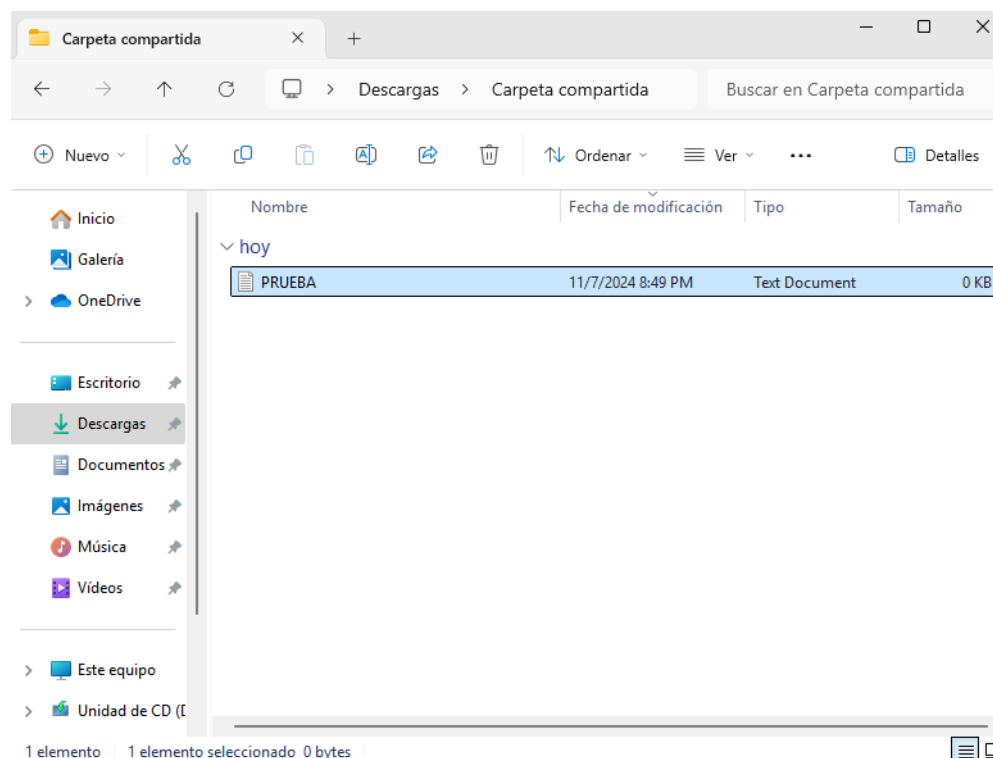 Carpeta compartida
Descargas > Carpeta compartida Buscar en Carpeta compartida
Nuevo Ordenar Ver ... Detalles
Nombre Fecha de modificación Tipo Tamaño
hoy
PRUEBA 11/7/2024 8:49 PM Text Document 0 KB
Inicio
Galería
OneDrive
Escritorio
Descargas
Documentos
Imágenes
Música
Vídeos
Este equipo
Unidad de CD (D
1 elemento 1 elemento seleccionado 0 bytes